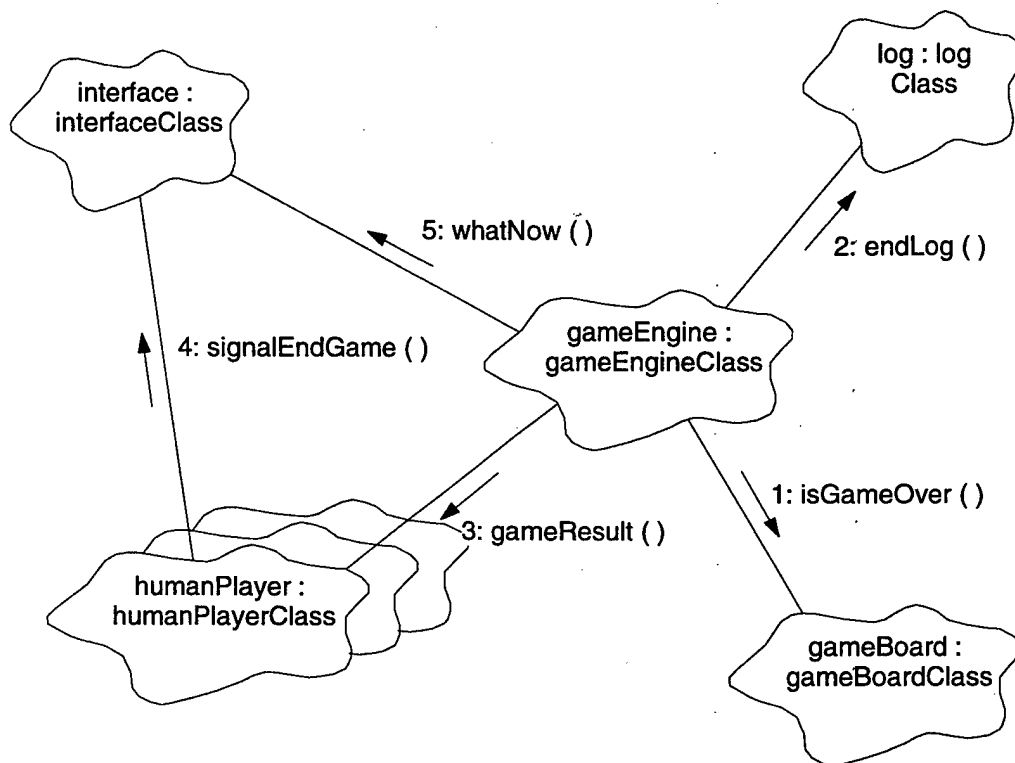 log : log
Class
interface :
interfaceClass
5: whatNow ( )
2: endLog ( )
gameEngine :
gameEngineClass
4: signalEndGame ( )
1: isGameOver ( )
3: gameResult ( )
humanPlayer :
humanPlayerClass
gameBoard :
gameBoardClass